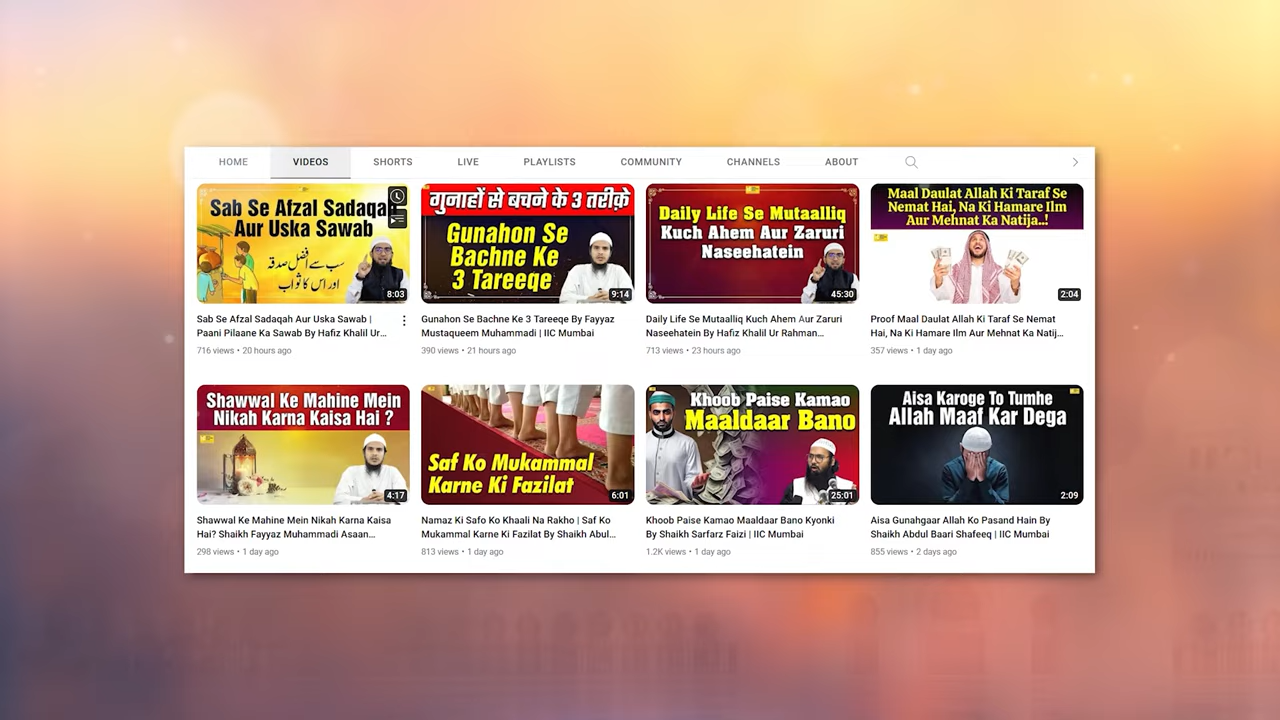 HOME VIDEOS SHORTS LIVE PLAYLISTS COMMUNITY CHANNELS ABOUT
Sab Se Afzal Sadaqah
Aur Uska Sawab
سب سے افضل صدقہ
اور اس کا ثواب
8:03
Sab Se Afzal Sadaqah Aur Uska Sawab |
Paani Pilaane Ka Sawab By Hafiz Khalil Ur...
716 views • 20 hours ago
गुनाहों से बचने के 3 तरीक़े
Gunahon Se
Bachne Ke
3 Tareeqe
9:14
Gunahon Se Bachne Ke 3 Tareeqe By Fayyaz
Mustaqueem Muhammadi | IIC Mumbai
390 views • 21 hours ago
Daily Life Se Mutaalliq
Kuch Ahem Aur Zaruri
Naseehatein
45:30
Daily Life Se Mutaalliq Kuch Ahem Aur Zaruri
Naseehatein By Hafiz Khalil Ur Rahman...
713 views • 23 hours ago
Maal Daulat Allah Ki Taraf Se
Nemat Hai, Na Ki Hamare Ilm
Aur Mehnat Ka Natija..!
2:04
Proof Maal Daulat Allah Ki Taraf Se Nemat
Hai, Na Ki Hamare Ilm Aur Mehnat Ka Natij...
357 views • 1 day ago
Shawwal Ke Mahine Mein
Nikah Karna Kaisa Hai ?
4:17
Shawwal Ke Mahine Mein Nikah Karna Kaisa
Hai? Shaikh Fayyaz Muhammadi Asaan...
298 views • 1 day ago
Saf Ko Mukammal
Karne Ki Fazilat
6:01
Namaz Ki Safo Ko Khaali Na Rakho | Saf Ko
Mukammal Karne Ki Fazilat By Shaikh Abul...
813 views • 1 day ago
Khoob Paise Kamao
Maaldaar Bano
25:01
Khoob Paise Kamao Maaldaar Bano Kyonki
By Shaikh Sarfarz Faizi | IIC Mumbai
1.2K views • 1 day ago
Aisa Karoge To Tumhe
Allah Maaf Kar Dega
2:09
Aisa Gunahgaar Allah Ko Pasand Hain By
Shaikh Abdul Baari Shafeeq | IIC Mumbai
855 views • 2 days ago